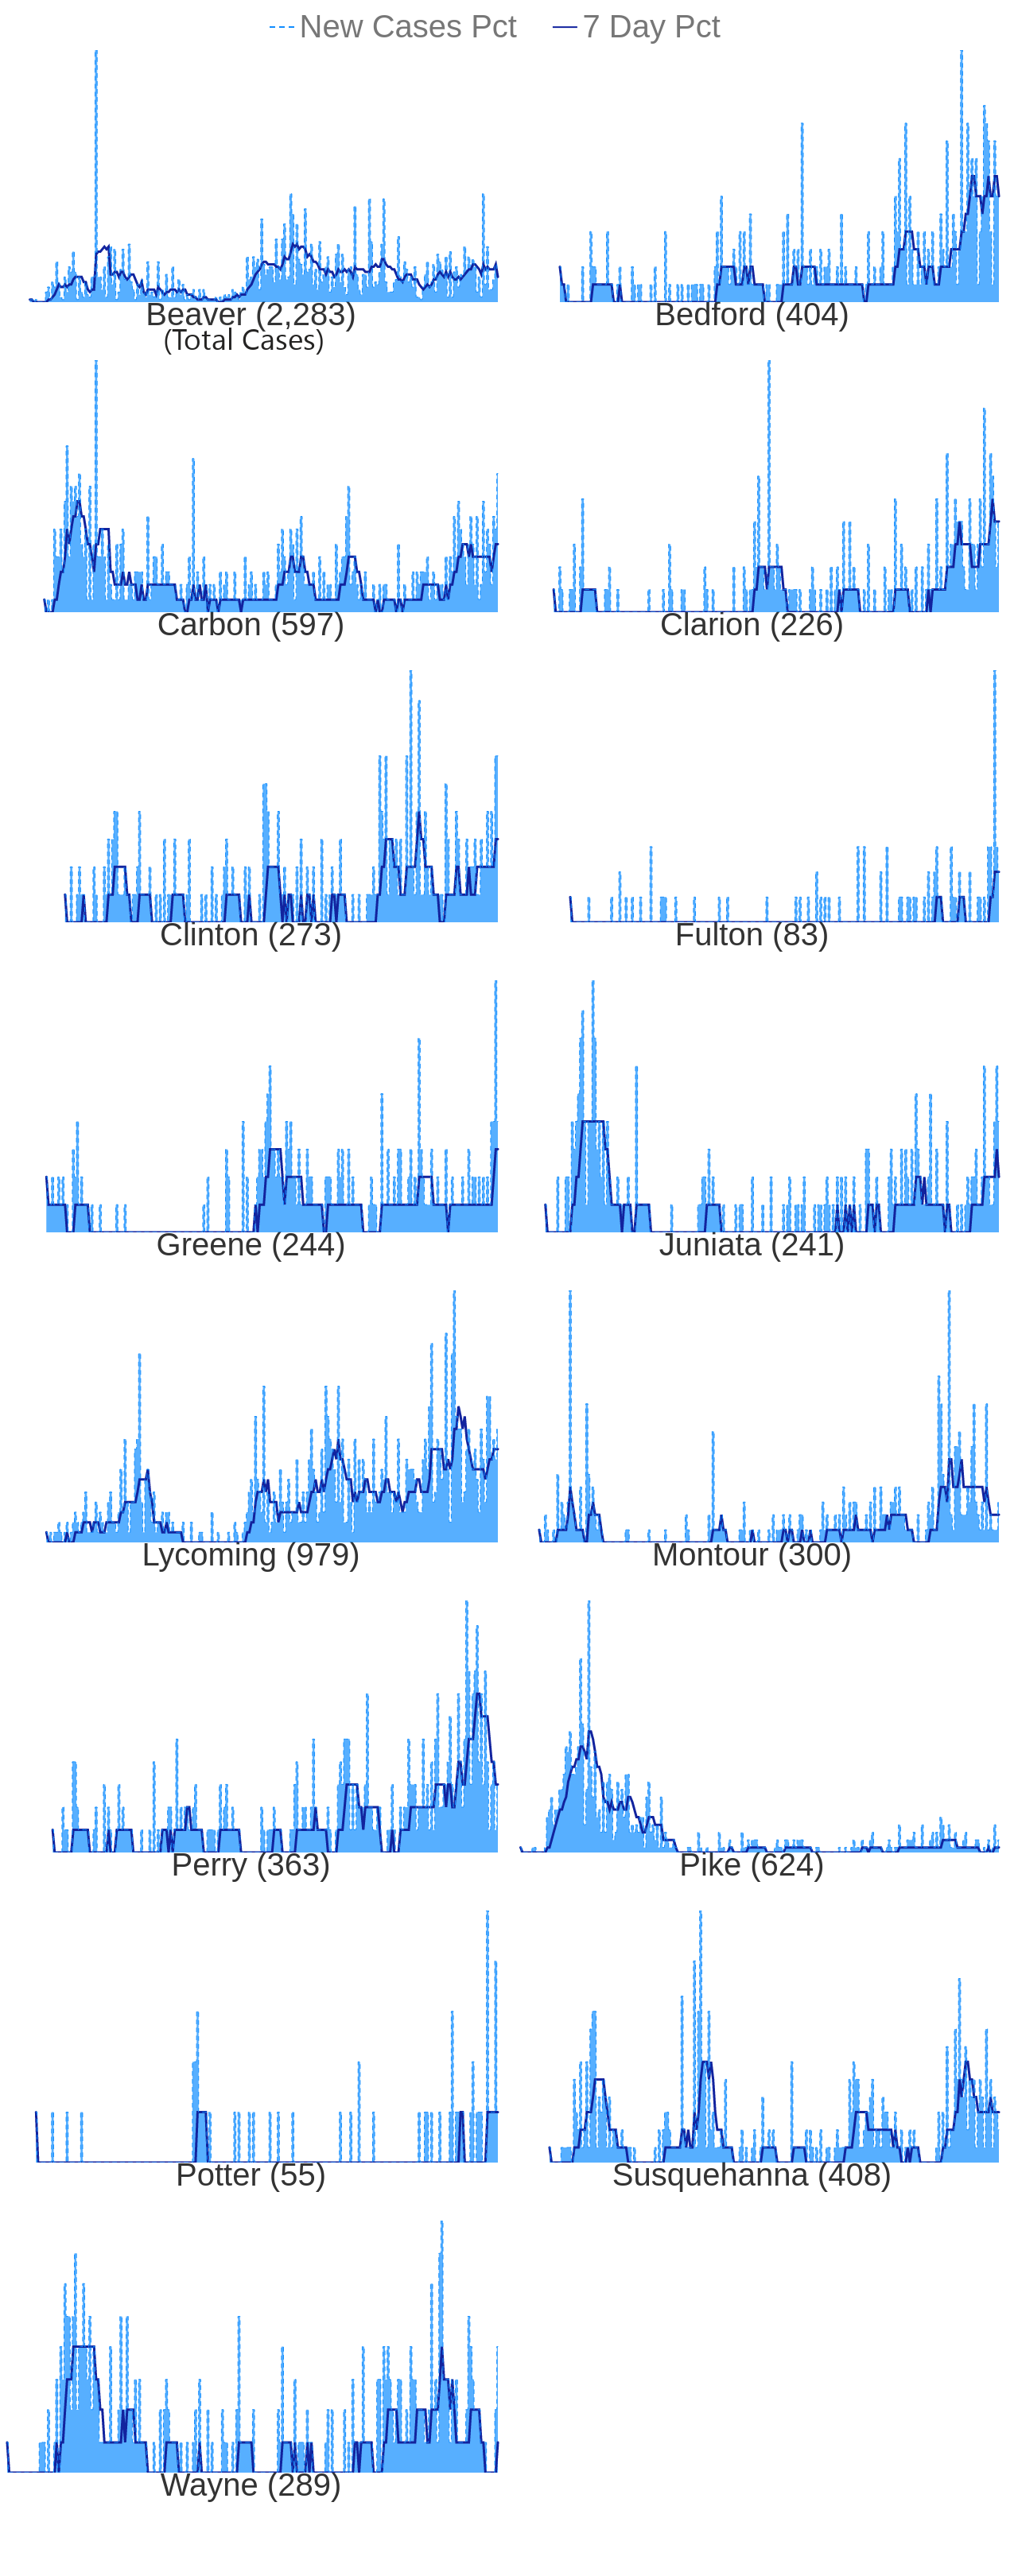 New Cases Pct 7 Day Pct
Beaver (2,283) Bedford (404)
(Total Cases)
Carbon (597) Clarion (226)
Clinton (273) Fulton (83)
Greene (244) Juniata (241)
Lycoming (979) Montour (300)
Perry (363) Pike (624)
Potter (55) Susquehanna (408)
Wayne (289)